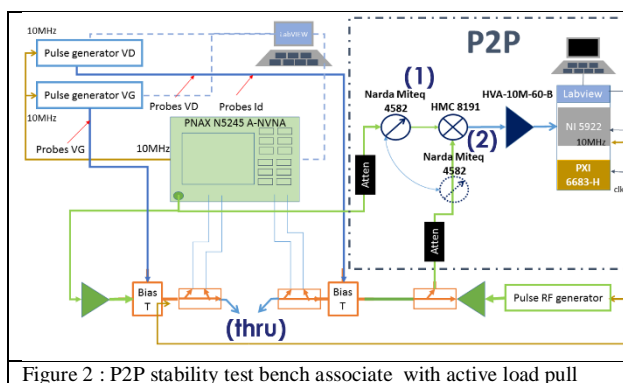 10MHz
LabVIEW
P2P
Pulse generator VD
Pulse generator VG
10MHz
Probes VD
Probes Id
PNAX N5245 A-NVNA
Probes VG
10MHz
(1)
Narda Miteq
4582
HMC 8191
HVA-10M-60-B
(2)
Narda Miteq
4582
Labview
NI 5922
10MHz
PXI
6683-H
clk
Atten
Atten
Bias
T
(thru)
Bias
T
Pulse RF generator
Figure 2 : P2P stability test bench associate with active load pull